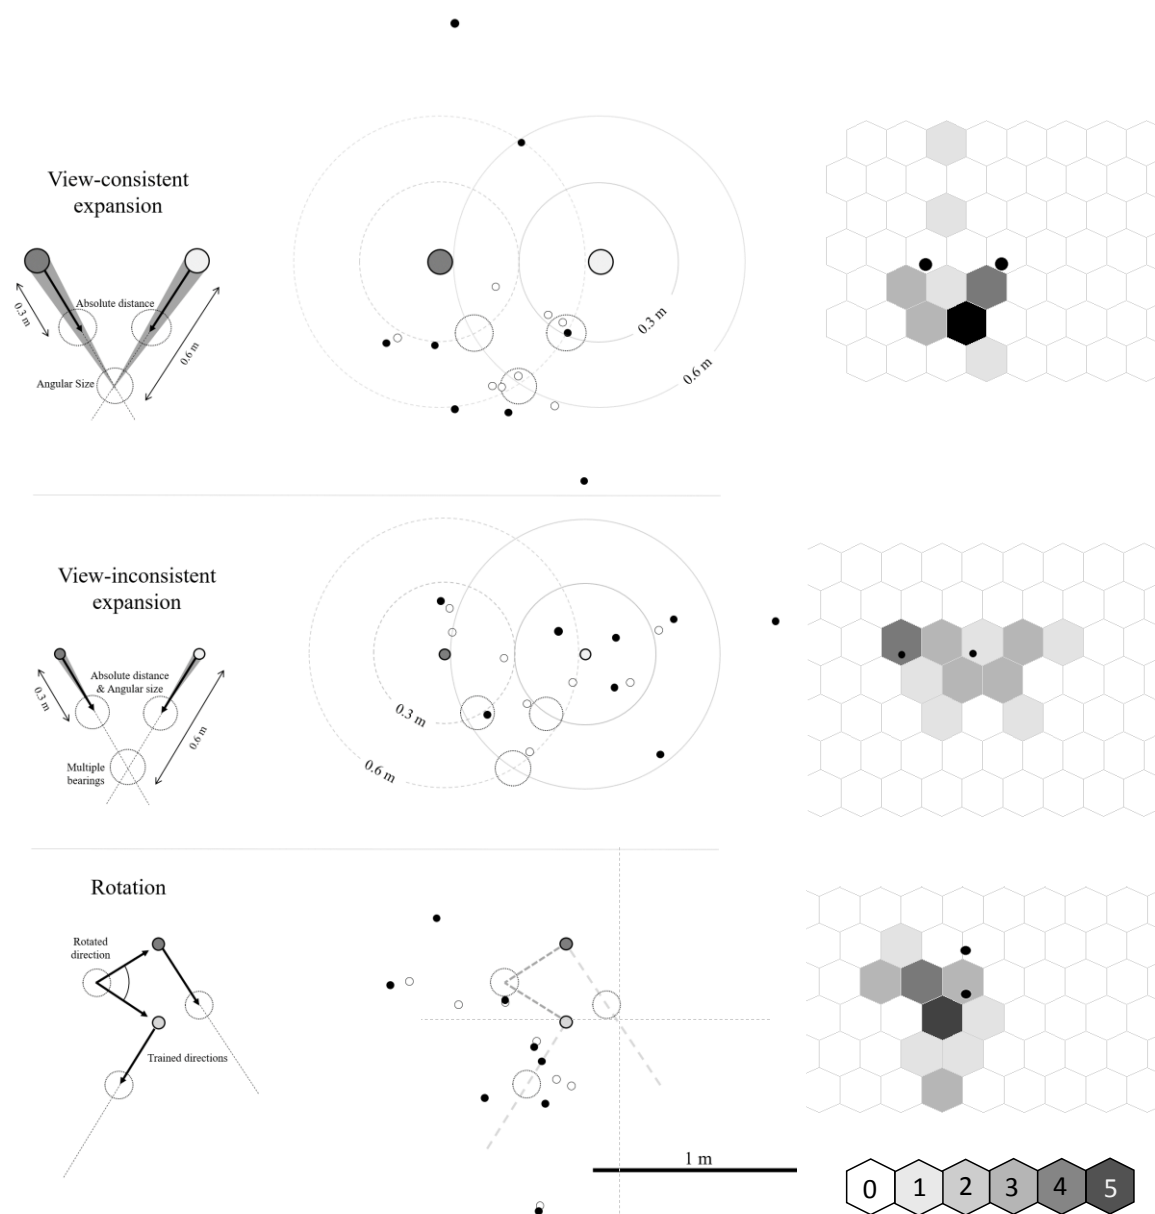 View-consistent
expansion
Absolute distance
0.3 m
0.6 m
Angular Size
0.3 m
0.6 m
View-inconsistent
expansion
Absolute distance
& Angular size
0.3 m
0.6 m
Multiple
bearings
0.3 m
0.6 m
Rotation
Rotated
direction
Trained directions
1 m
0 1 2 3 4 5